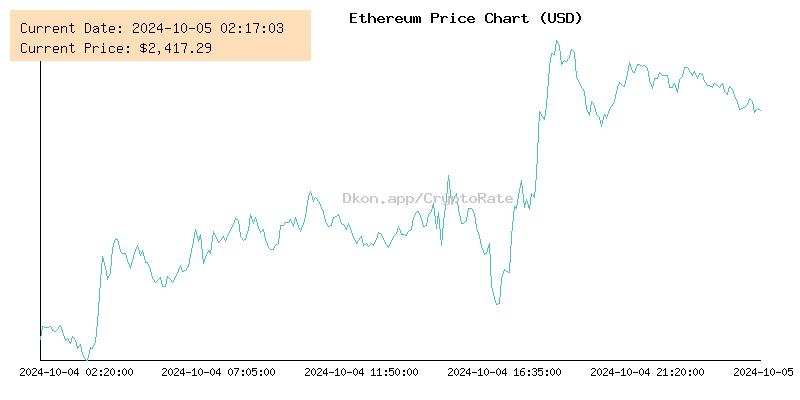 Ethereum Price Chart (USD)
Current Date: 2024-10-05 02:17:03
Current Price: $2,417.29
Dkon.app/CryptoRate
2024-10-04 02:20:00 2024-10-04 07:05:00 2024-10-04 11:50:00 2024-10-04 16:35:00 2024-10-04 21:20:00 2024-10-05